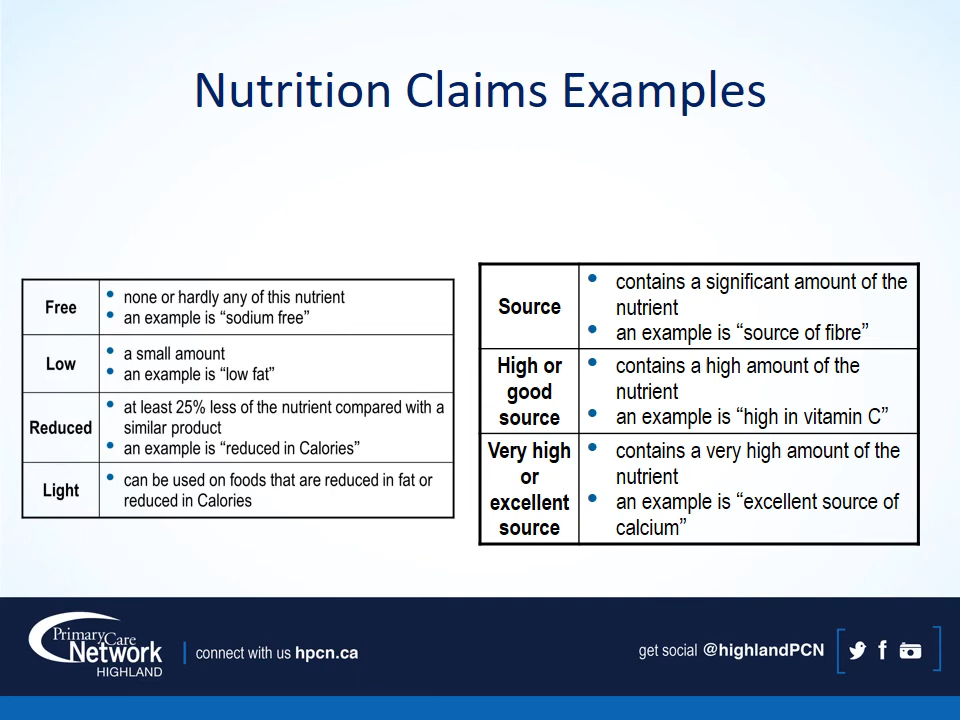 Nutrition Claims Examples
Free
• none or hardly any of this nutrient
• an example is “sodium free”
Low
• a small amount
• an example is “low fat”
Reduced
• at least 25% less of the nutrient compared with a
similar product
• an example is “reduced in Calories”
Light
• can be used on foods that are reduced in fat or
reduced in Calories
Source
• contains a significant amount of the
nutrient
• an example is “source of fibre”
High or
good
source
• contains a high amount of the
nutrient
• an example is “high in vitamin C”
Very high
or
excellent
source
• contains a very high amount of the
nutrient
• an example is “excellent source of
calcium”
PrimaryCare
Network
HIGHLAND
connect with us hpcn.ca
get social @highlandPCN